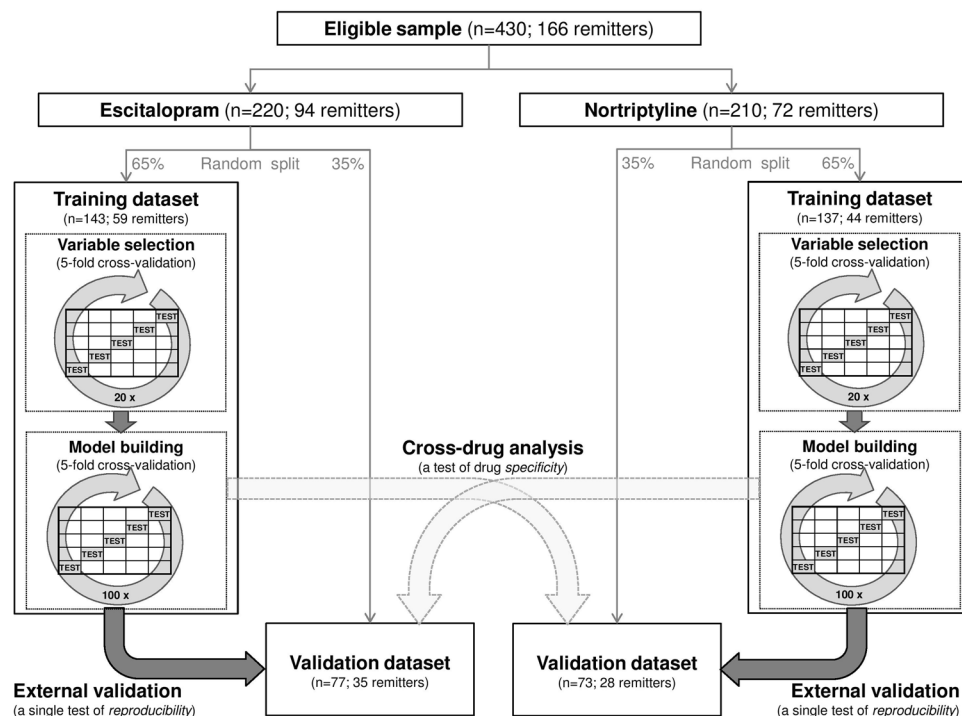 Eligible sample (n=430; 166 remitters)
Escitalopram (n=220; 94 remitters)
Nortriptyline (n=210; 72 remitters)
65% Random split 35%
35% Random split 65%
Training dataset
(n=143; 59 remitters)
Variable selection
(5-fold cross-validation)
TEST
TEST
TEST
TEST
TEST
20 x
Model building
(5-fold cross-validation)
TEST
TEST
TEST
TEST
TEST
100 x
Training dataset
(n=137; 44 remitters)
Variable selection
(5-fold cross-validation)
TEST
TEST
TEST
TEST
TEST
20 x
Model building
(5-fold cross-validation)
TEST
TEST
TEST
TEST
TEST
100 x
Cross-drug analysis
(a test of drug specificity)
Validation dataset
(n=77; 35 remitters)
Validation dataset
(n=73; 28 remitters)
External validation
(a single test of reproducibility)
External validation
(a single test of reproducibility)